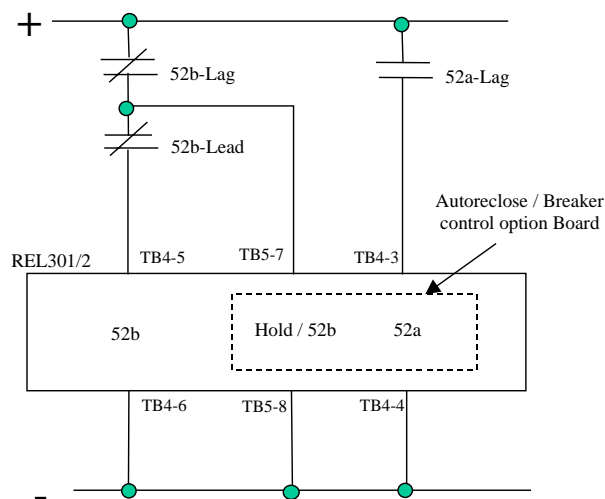 +
52b-Lag
52a-Lag
52b-Lead
Autoreclose / Breaker
control option Board
REL301/2
TB4-5
TB5-7
TB4-3
52b
Hold / 52b
52a
TB4-6
TB5-8
TB4-4
-